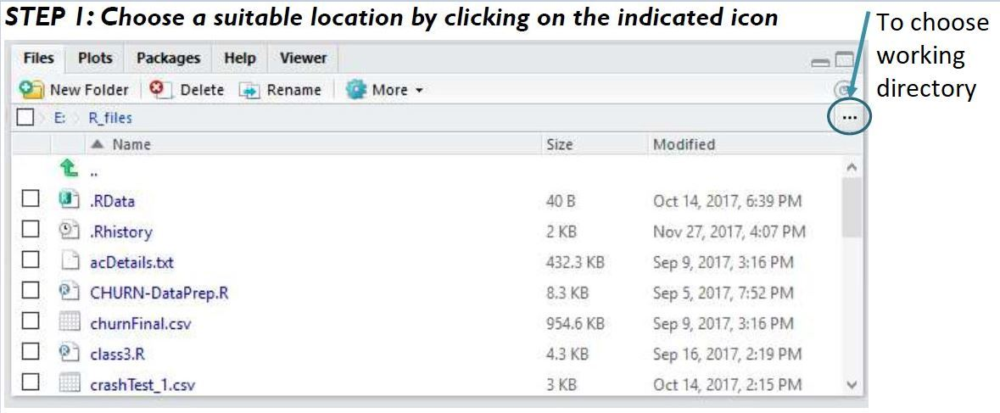 STEP 1: Choose a suitable location by clicking on the indicated icon
To choose
working
directory
Files Plots Packages Help Viewer
New Folder Delete Rename More
E: R_files ...
Name Size Modified
..
.RData 40 B Oct 14, 2017, 6:39 PM
.Rhistory 2 KB Nov 27, 2017, 4:07 PM
acDetails.txt 432.3 KB Sep 9, 2017, 3:16 PM
CHURN-DataPrep.R 8.3 KB Sep 5, 2017, 7:52 PM
churnFinal.csv 954.6 KB Sep 9, 2017, 3:16 PM
class3.R 4.3 KB Sep 16, 2017, 2:19 PM
crashTest_1.csv 3 KB Oct 14, 2017, 2:15 PM